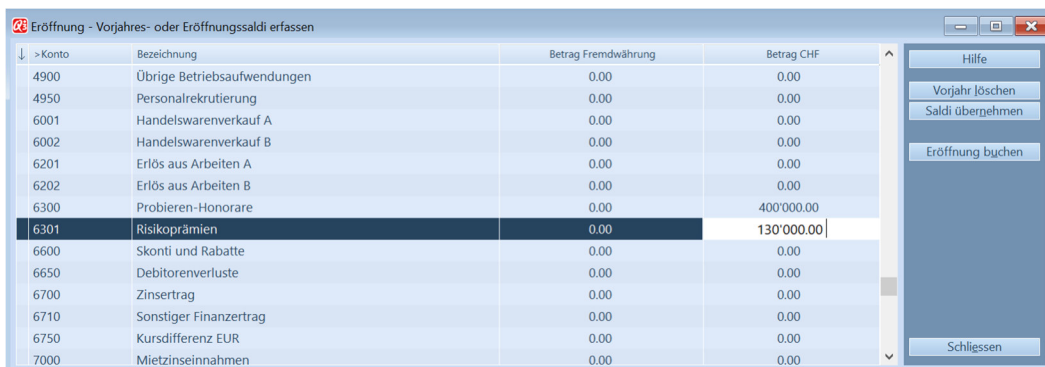 Eröffnung - Vorjahres- oder Eröffnungssaldi erfassen
>Konto Bezeichnung Betrag Fremdwährung Betrag CHF
4900 Übrige Betriebsaufwendungen 0.00 0.00
4950 Personalrekrutierung 0.00 0.00
6001 Handelswarenverkauf A 0.00 0.00
6002 Handelswarenverkauf B 0.00 0.00
6201 Erlös aus Arbeiten A 0.00 0.00
6202 Erlös aus Arbeiten B 0.00 0.00
6300 Probieren-Honorare 0.00 400'000.00
6301 Risikoprämien 0.00 130'000.00
6600 Skonti und Rabatte 0.00 0.00
6650 Debitorenverluste 0.00 0.00
6700 Zinsertrag 0.00 0.00
6710 Sonstiger Finanzertrag 0.00 0.00
6750 Kursdifferenz EUR 0.00 0.00
7000 Mietzinseinnahmen 0.00 0.00
Hilfe
Vorjahr löschen
Saldi übernehmen
Eröffnung buchen
Schliessen